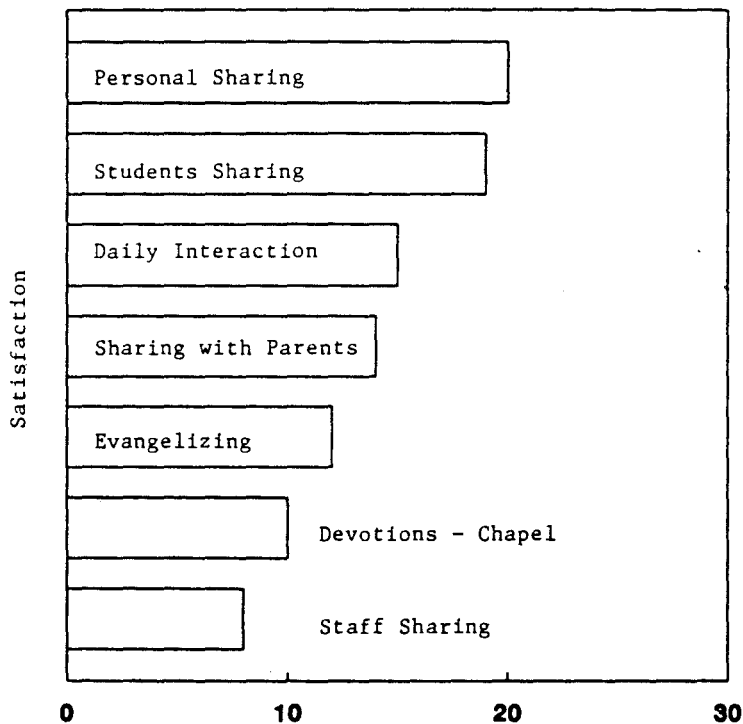 Personal Sharing
Students Sharing
Daily Interaction
Sharing with Parents
Evangelizing
Devotions - Chapel
Staff Sharing
Satisfaction
0 10 20 30